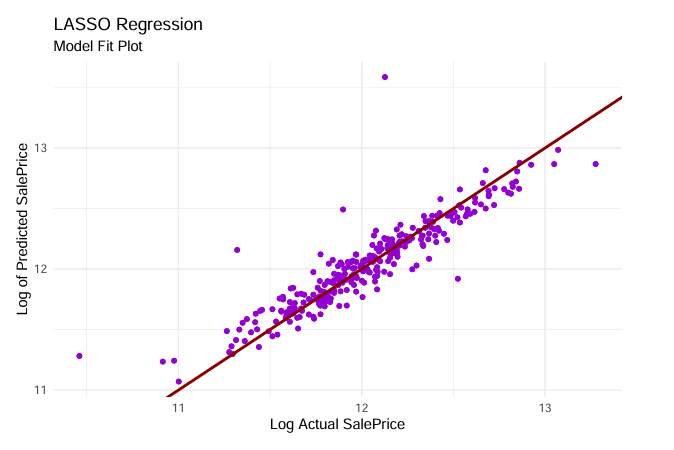 LASSO Regression
Model Fit Plot
Log of Predicted SalePrice
13
12
11
11
12
13
Log Actual SalePrice